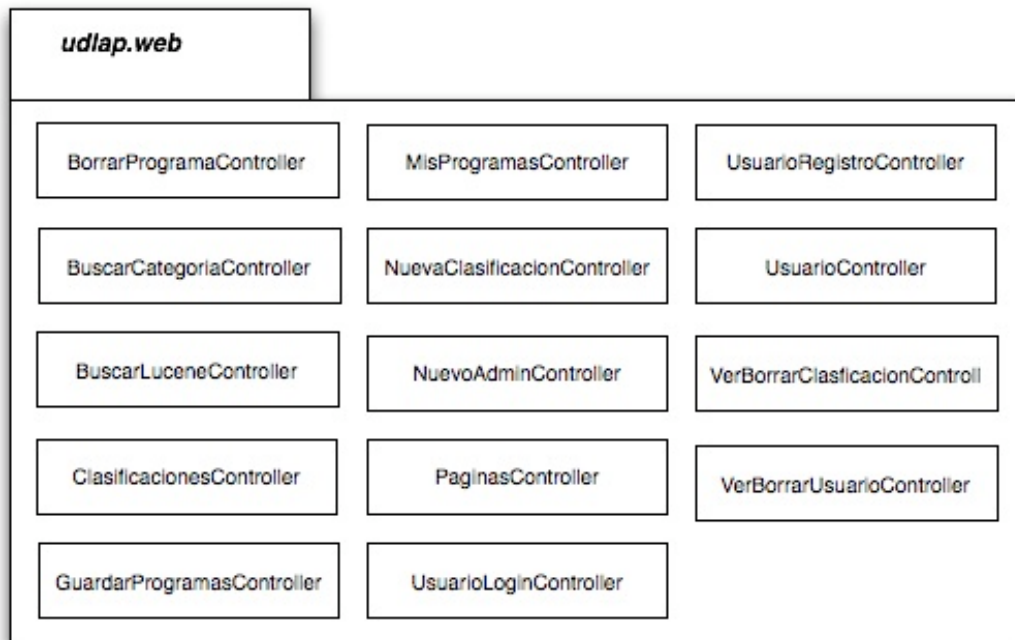 udlap.web
BorrarProgramaController
MisProgramasController
UsuarioRegistroController
BuscarCategoriaController
NuevaClasificacionController
UsuarioController
BuscarLuceneController
NuevoAdminController
VerBorrarClasficacionControll
ClasificacionesController
PaginasController
VerBorrarUsuarioController
GuardarProgramasController
UsuarioLoginController